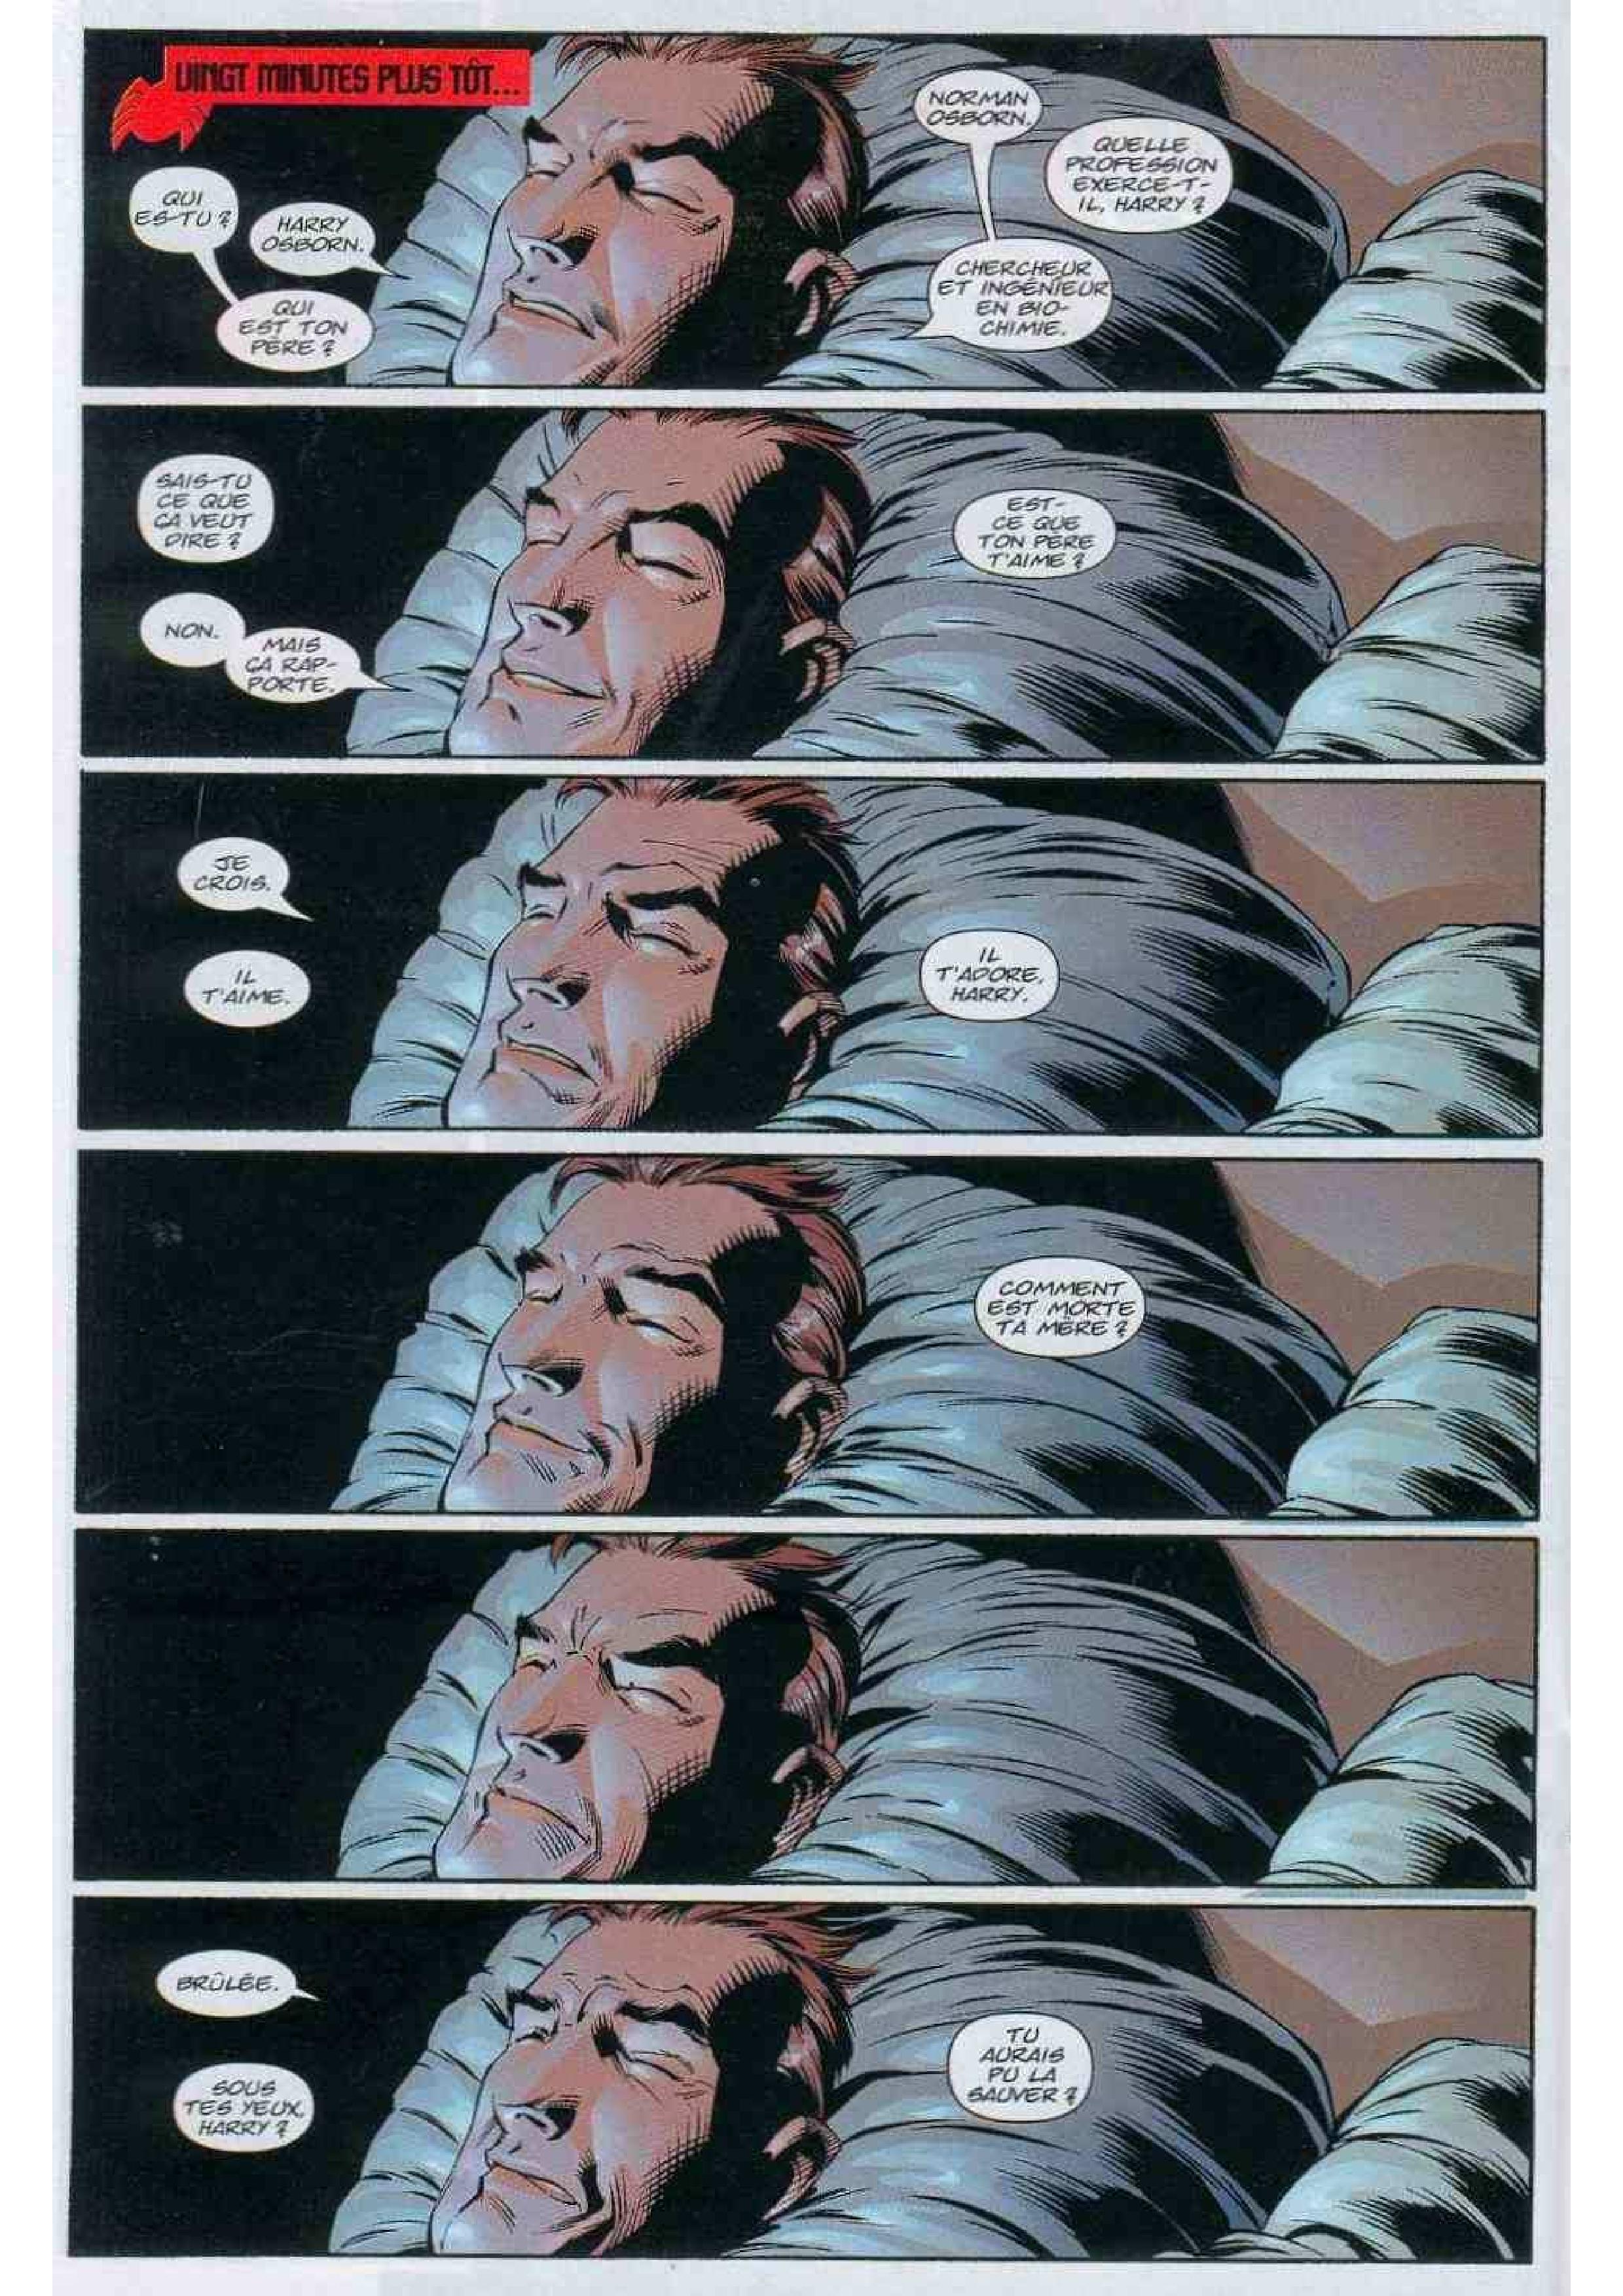 VINGT MINUTES PLUS TÔT...
QUI
ES-TU ?
HARRY
OSBORN.
QUI
EST TON
PÈRE ?
NORMAN
OSBORN.
QUELLE
PROFESSION
EXERCE-T-
IL, HARRY ?
CHERCHEUR
ET INGÉNIEUR
EN BIO-
CHIMIE.
SAIS-TU
CE QUE
ÇA VEUT
DIRE ?
NON.
MAIS
ÇA RAP-
PORTE.
EST-
CE QUE
TON PÈRE
T'AIME ?
JE
CROIS.
IL
T'AIME.
IL
T'ADORE,
HARRY.
COMMENT
EST MORTE
TA MÈRE ?
BRÛLÉE.
SOUS
TES YEUX,
HARRY ?
TU
AURAIS
PU LA
SAUVER ?